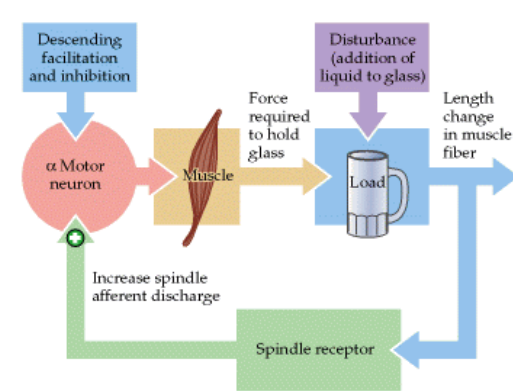 Descending
facilitation
and inhibition
Disturbance
(addition of
liquid to glass)
Force
required
to hold
glass
Length
change
in muscle
fiber
α Motor
neuron
Muscle
Load
Increase spindle
afferent discharge
Spindle receptor